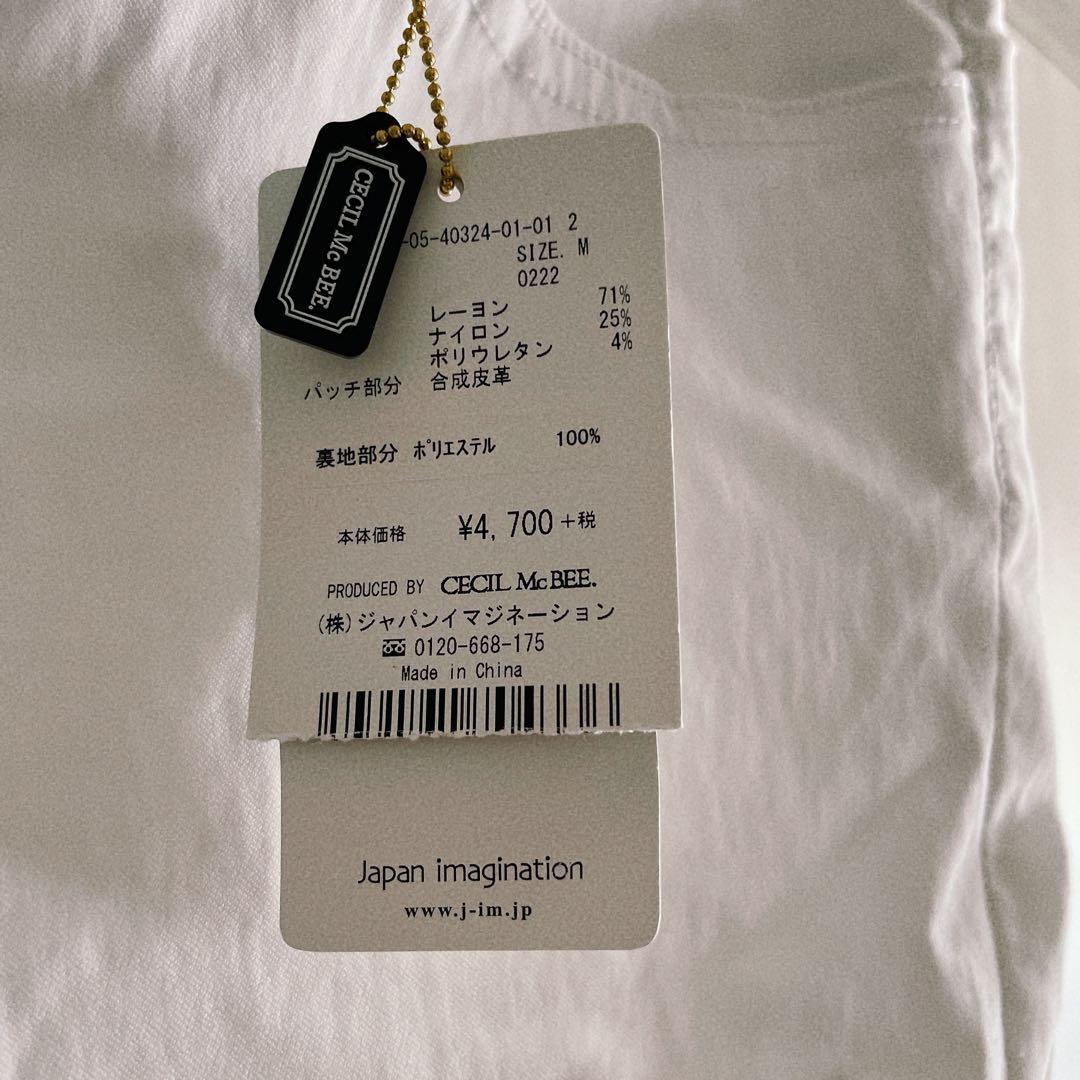 CECIL Mc BEE.
-05-40324-01-01 2
SIZE. M
0222
レーヨン 71%
ナイロン 25%
ポリウレタン 4%
パッチ部分 合成皮革
裏地部分 ﾎﾟﾘｴｽﾃﾙ 100%
本体価格 ¥4,700+税
PRODUCED BY CECIL Mc BEE.
(株)ジャパンイマジネーション
0120-668-175
Made in China
Japan imagination
www.j-im.jp